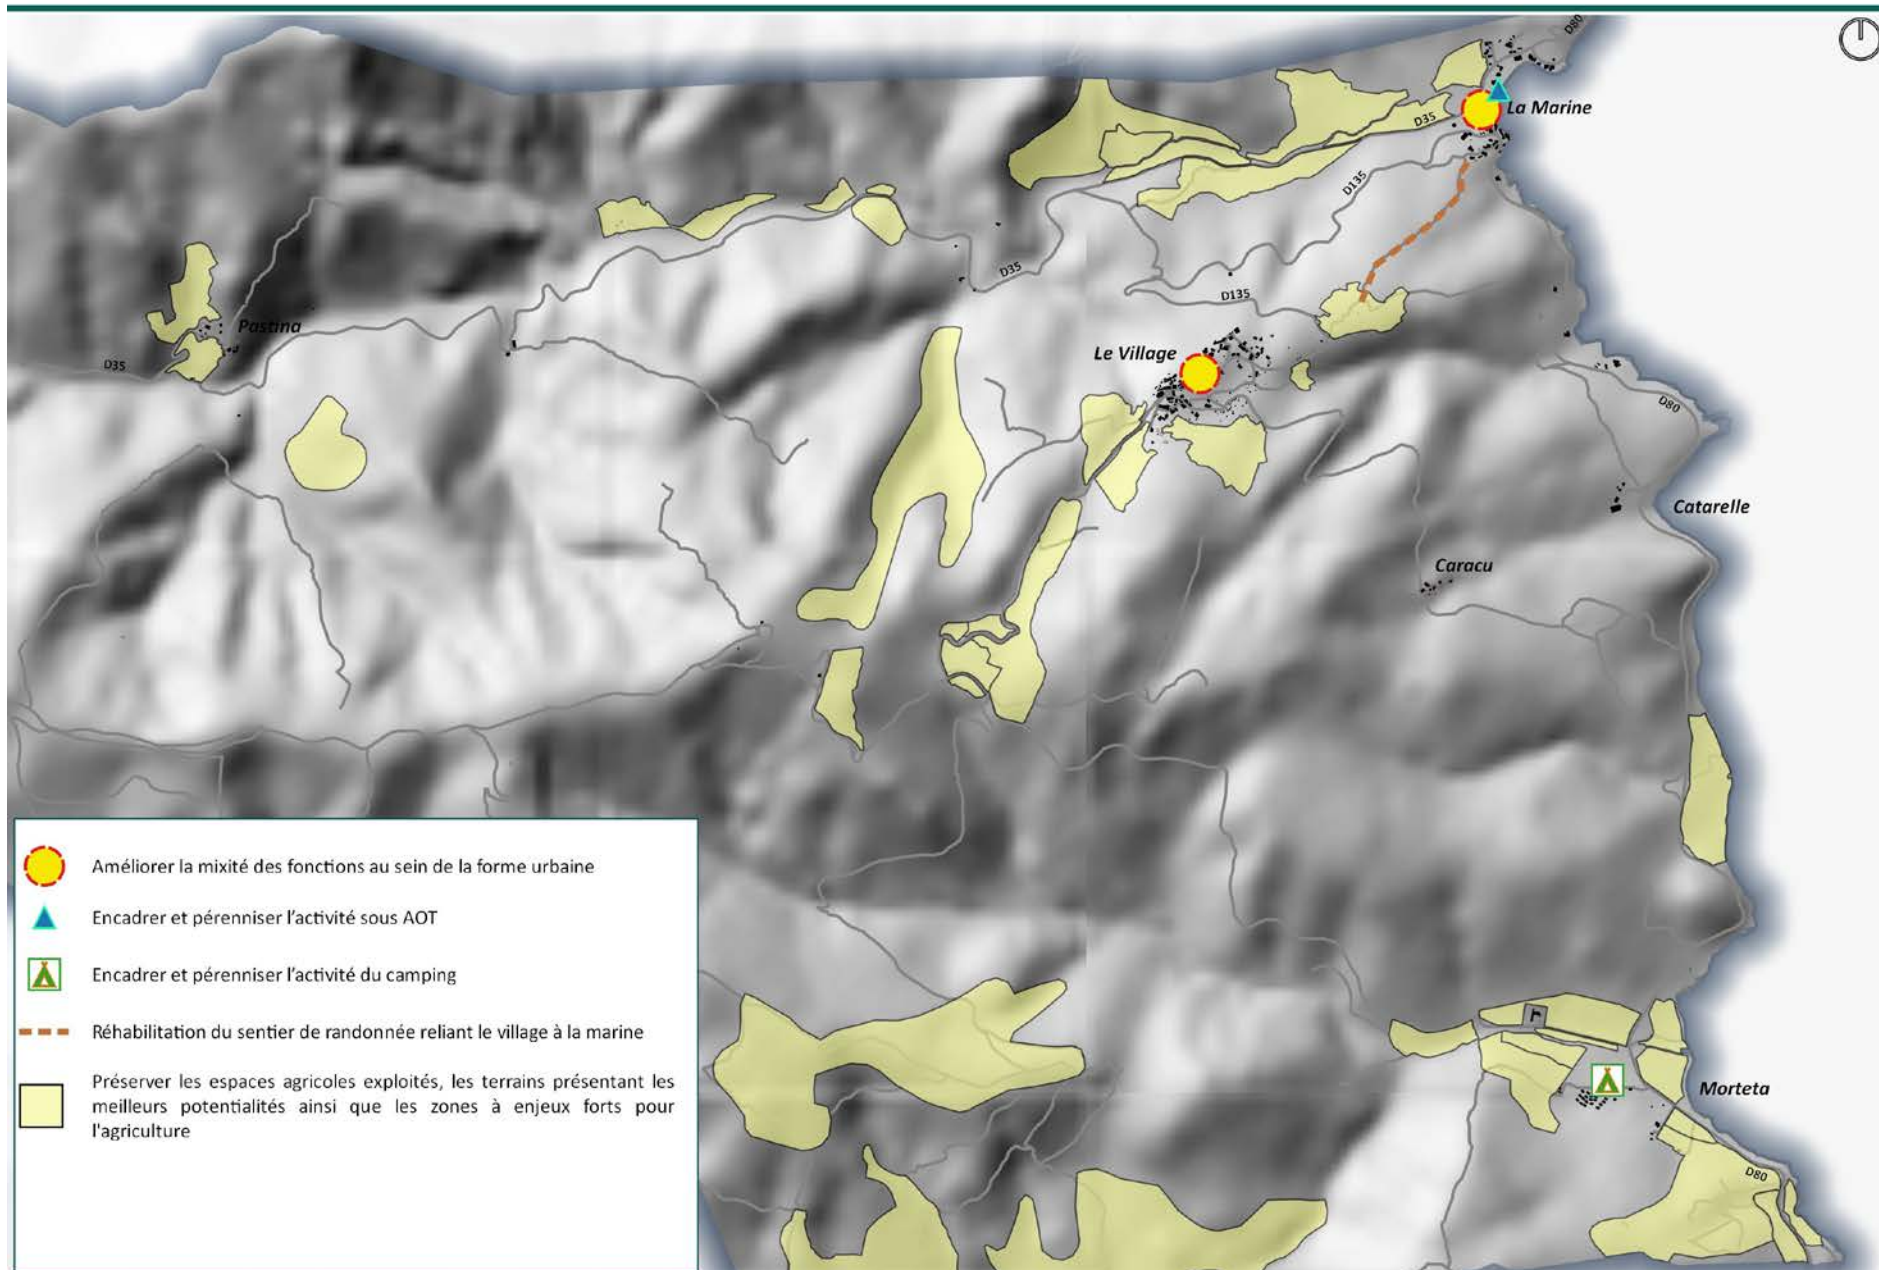 D80
La Marine
D35
D135
D35
D135
Pastina
D35
Le Village
D80
Catarelle
Caracu
Améliorer la mixité des fonctions au sein de la forme urbaine
Encadrer et pérenniser l'activité sous AOT
Encadrer et pérenniser l'activité du camping
Réhabilitation du sentier de randonnée reliant le village à la marine
Préserver les espaces agricoles exploités, les terrains présentant les
meilleurs potentialités ainsi que les zones à enjeux forts pour
l'agriculture
Morteta
D80